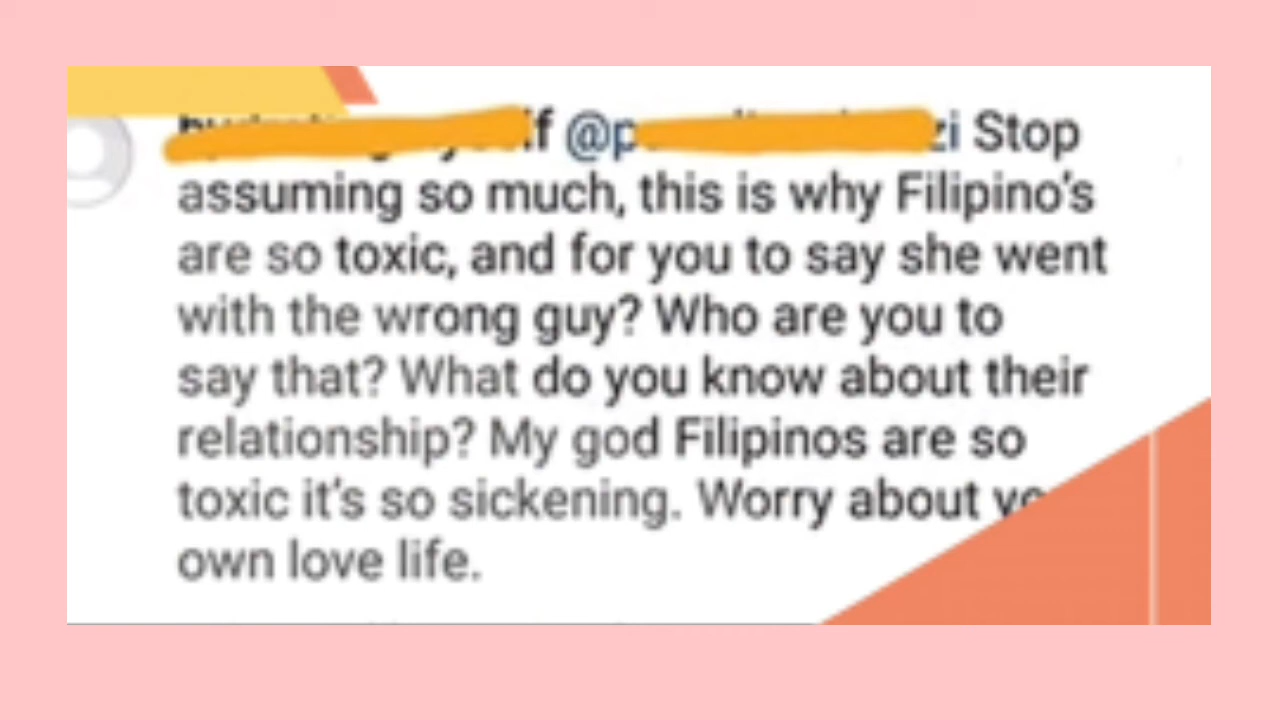 Stop
assuming so much, this is why Filipino's
are so toxic, and for you to say she went
with the wrong guy? Who are you to
say that? What do you know about their
relationship? My god Filipinos are so
toxic it's so sickening. Worry about
own love life.